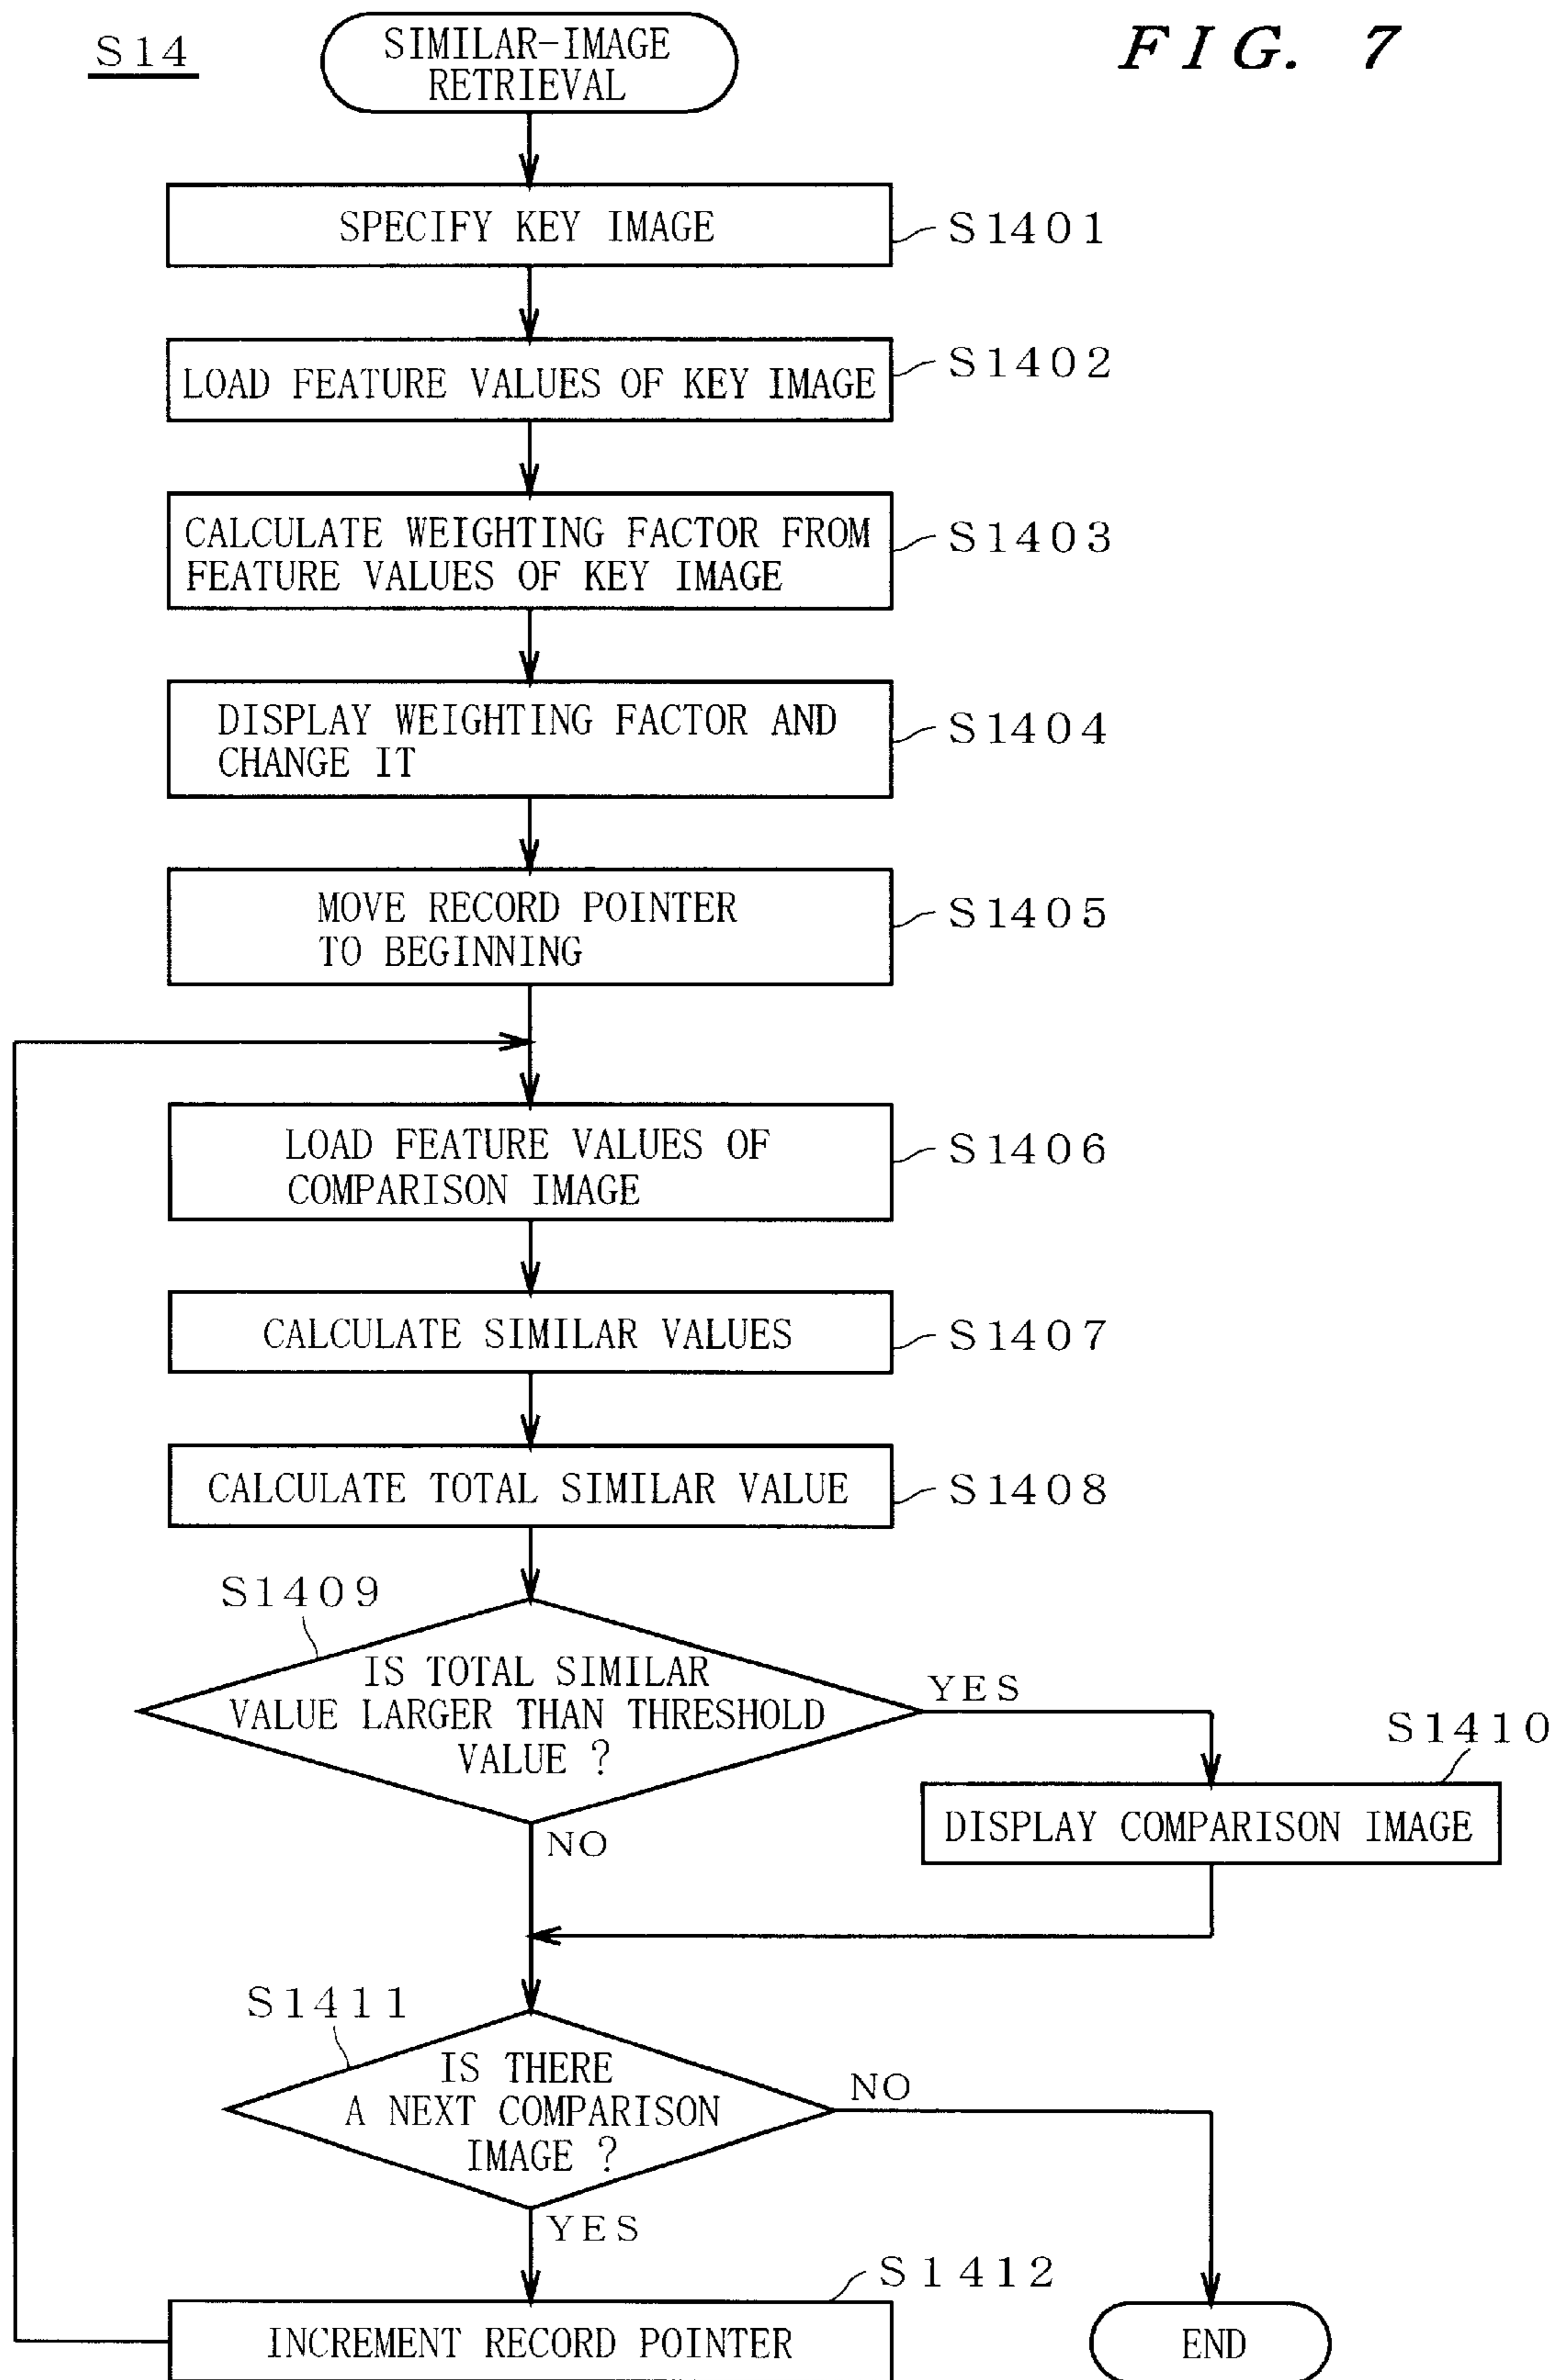 S14
SIMILAR-IMAGE
RETRIEVAL
FIG. 7
SPECIFY KEY IMAGE
S1401
LOAD FEATURE VALUES OF KEY IMAGE
S1402
CALCULATE WEIGHTING FACTOR FROM
FEATURE VALUES OF KEY IMAGE
S1403
DISPLAY WEIGHTING FACTOR AND
CHANGE IT
S1404
MOVE RECORD POINTER
TO BEGINNING
S1405
LOAD FEATURE VALUES OF
COMPARISON IMAGE
S1406
CALCULATE SIMILAR VALUES
S1407
CALCULATE TOTAL SIMILAR VALUE
S1408
S1409
IS TOTAL SIMILAR
VALUE LARGER THAN THRESHOLD
VALUE ?
YES
S1410
DISPLAY COMPARISON IMAGE
NO
S1411
IS THERE
A NEXT COMPARISON
IMAGE ?
NO
YES
S1412
INCREMENT RECORD POINTER
END